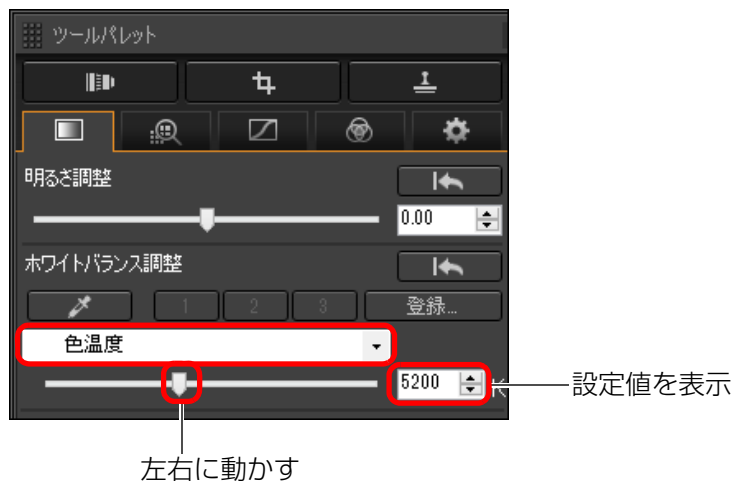 ツールパレット
明るさ調整
0.00
ホワイトバランス調整
1 2 3 登録...
色温度
5200 K
設定値を表示
左右に動かす